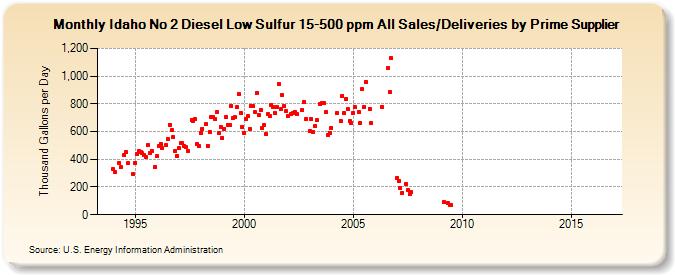 Monthly Idaho No 2 Diesel Low Sulfur 15-500 ppm All Sales/Deliveries by Prime Supplier
Thousand Gallons per Day
1,200
1,000
800
600
400
200
0
1995 2000 2005 2010 2015
Source: U.S. Energy Information Administration